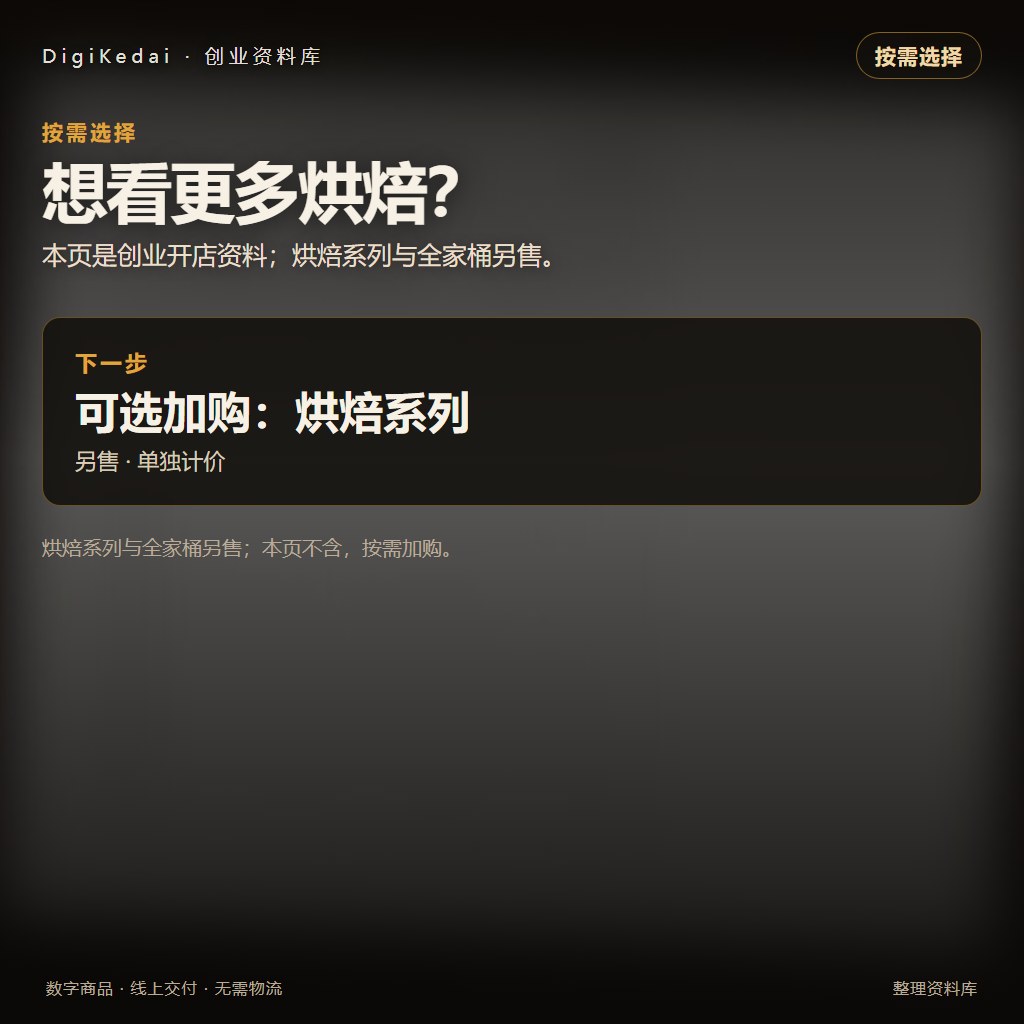 DigiKedai · 创业资料库
按需选择
按需选择
想看更多烘焙?
本页是创业开店资料；烘焙系列与全家桶另售。
下一步
可选加购：烘焙系列
另售 · 单独计价
烘焙系列与全家桶另售；本页不含，按需加购。
数字商品 · 线上交付 · 无需物流
整理资料库